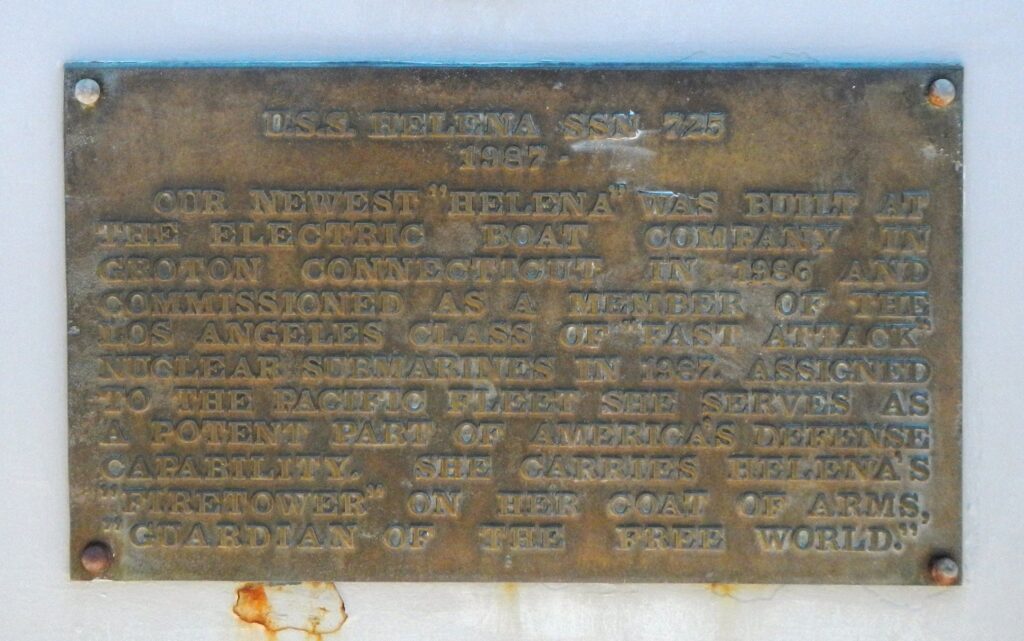 U.S.S. HELENA SSN 725
1987 -
OUR NEWEST "HELENA" WAS BUILT AT
THE ELECTRIC BOAT COMPANY IN
GROTON CONNECTICUT, IN 1986 AND
COMMISSIONED AS A MEMBER OF THE
LOS ANGELES CLASS OF "FAST ATTACK"
NUCLEAR SUBMARINES IN 1987. ASSIGNED
TO THE PACIFIC FLEET SHE SERVES AS
A POTENT PART OF AMERICA'S DEFENSE
CAPABILITY. SHE CARRIES HELENA'S
"FIRETOWER" ON HER COAT OF ARMS,
"GUARDIAN OF THE FREE WORLD."